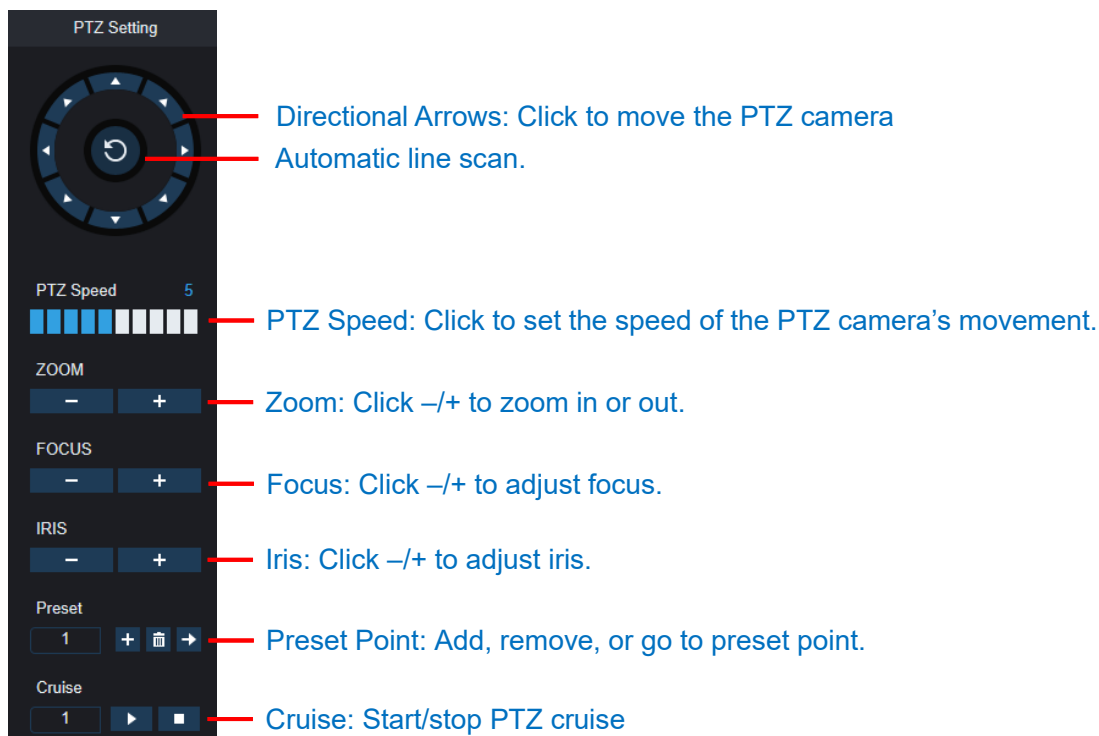 PTZ Setting
Directional Arrows: Click to move the PTZ camera
Automatic line scan.
PTZ Speed 5
PTZ Speed: Click to set the speed of the PTZ camera’s movement.
ZOOM
− +
Zoom: Click –/+ to zoom in or out.
FOCUS
− +
Focus: Click –/+ to adjust focus.
IRIS
− +
Iris: Click –/+ to adjust iris.
Preset
1 +
Preset Point: Add, remove, or go to preset point.
Cruise
1
Cruise: Start/stop PTZ cruise